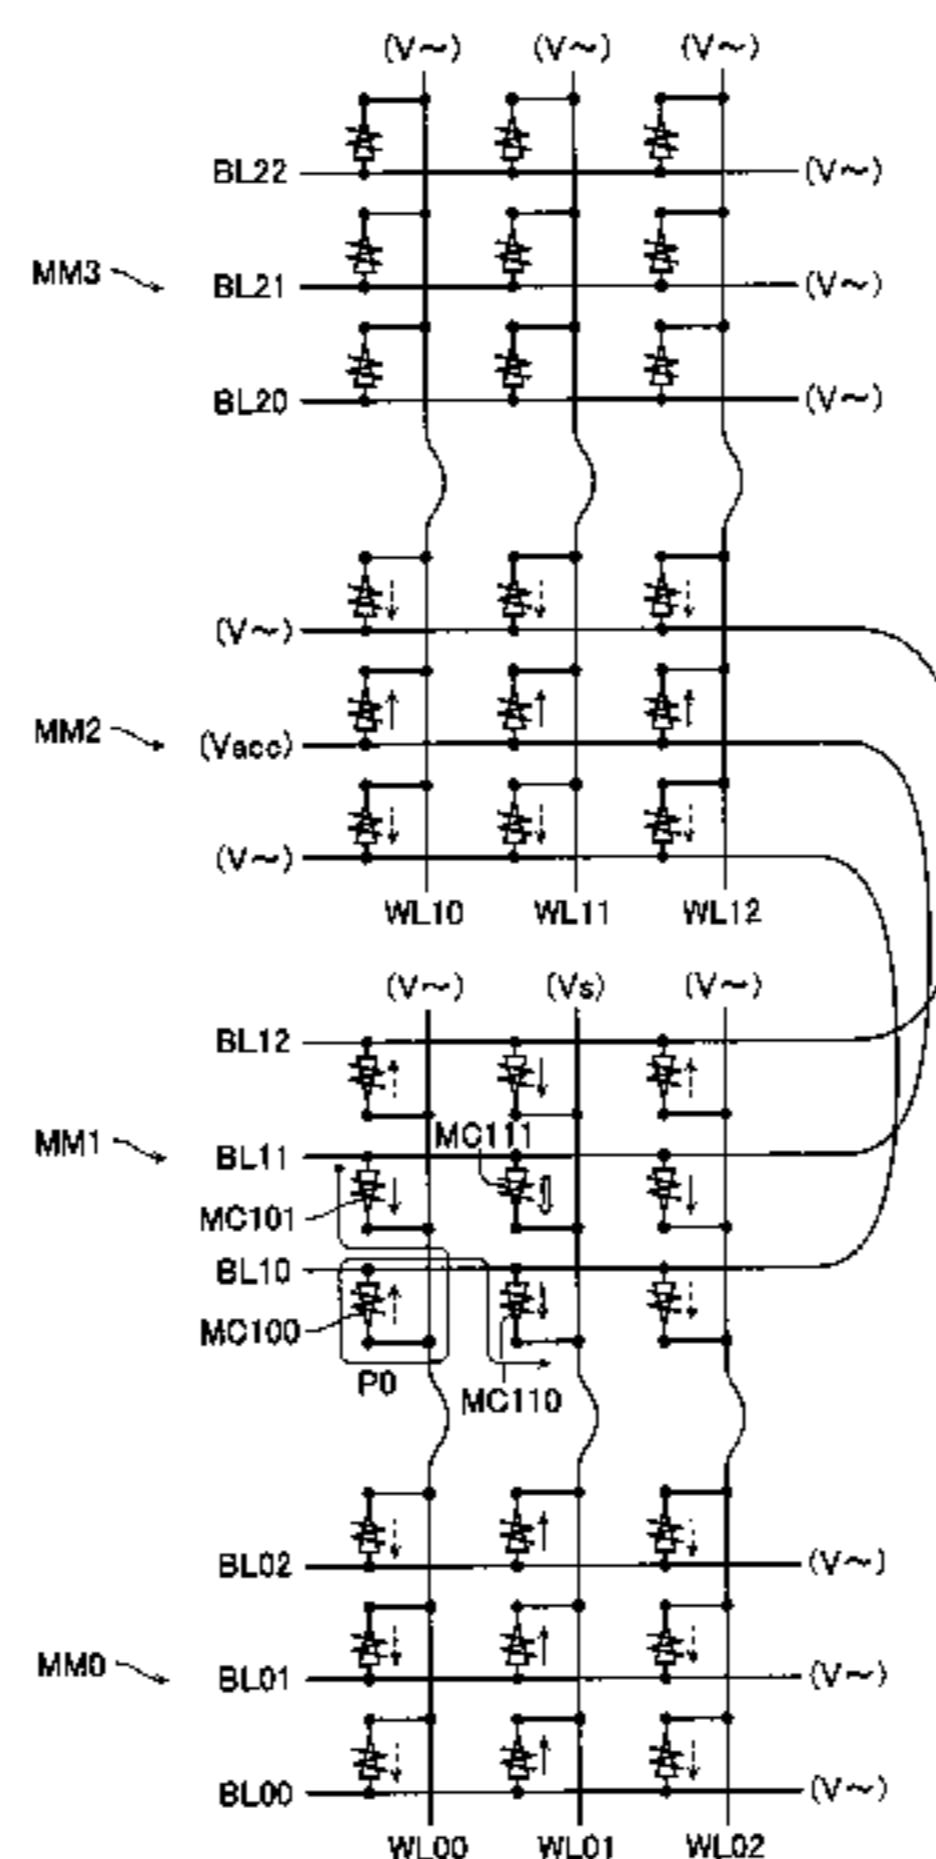 (V~) (V~) (V~)
BL22 (V~)
MM3 BL21 (V~)
BL20 (V~)
(V~)
MM2 (Vacc)
(V~)
WL10 WL11 WL12
(V~) (Vs) (V~)
BL12
MM1 BL11 MC111
MC101
BL10
MC100
P0 MC110
BL02 (V~)
MM0 BL01 (V~)
BL00 (V~)
WL00 WL01 WL02